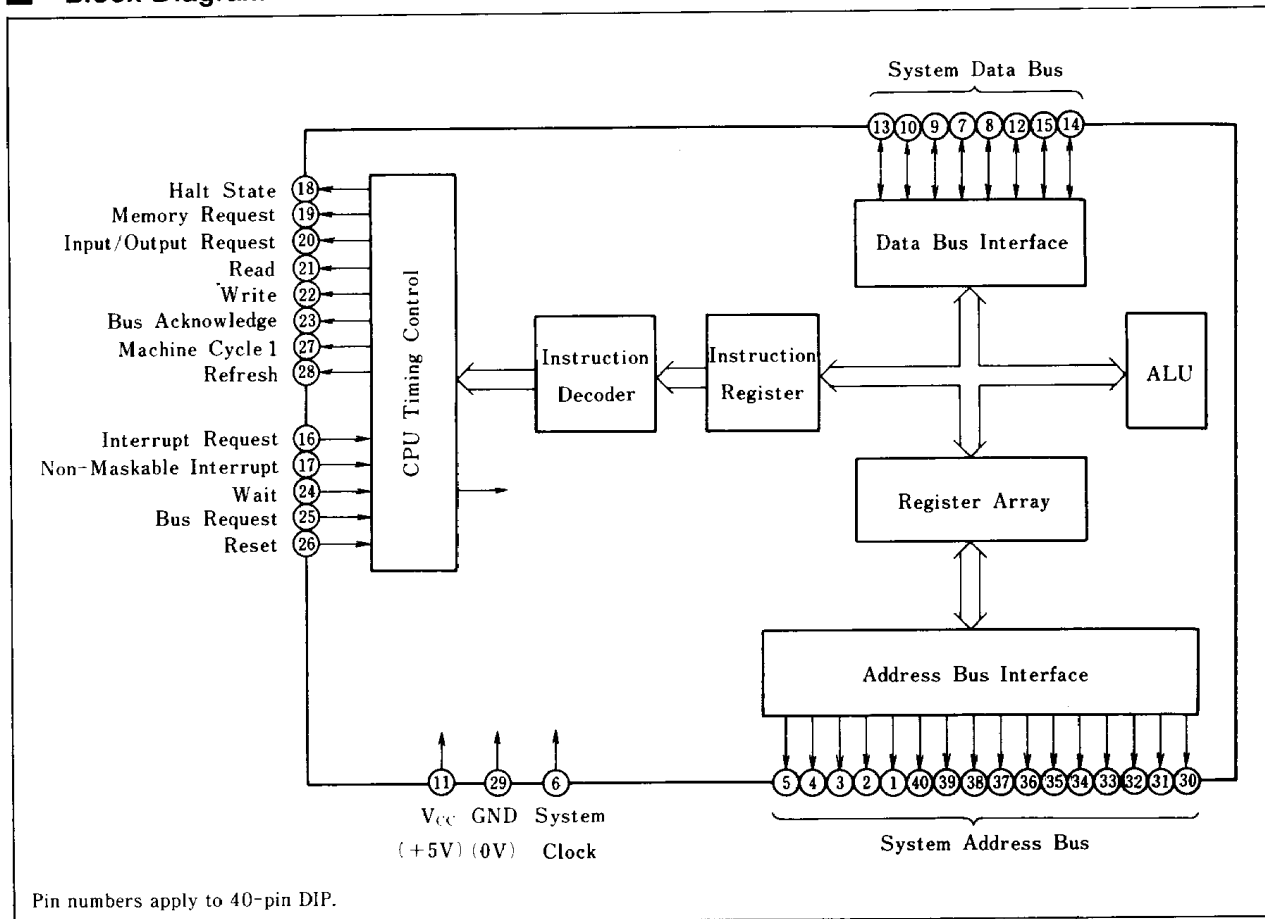 Block Diagram
System Data Bus
13 10 9 7 8 12 15 14
Halt State 18
Memory Request 19
Input/Output Request 20
Read 21
Write 22
Bus Acknowledge 23
Machine Cycle 1 27
Refresh 28
Interrupt Request 16
Non-Maskable Interrupt 17
Wait 24
Bus Request 25
Reset 26
CPU Timing Control
Instruction
Decoder
Instruction
Register
Data Bus Interface
ALU
Register Array
Address Bus Interface
11 29 6
VCC GND System
(+5V) (0V) Clock
5 4 3 2 1 40 39 38 37 36 35 34 33 32 31 30
System Address Bus
Pin numbers apply to 40-pin DIP.